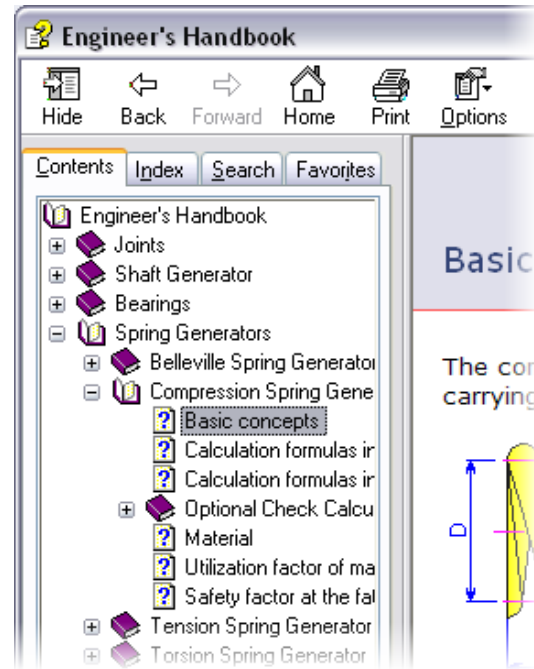 Engineer's Handbook
Hide Back Forward Home Print Options
Contents Index Search Favorites
Engineer's Handbook
Joints
Shaft Generator
Bearings
Spring Generators
Belleville Spring Generator
Compression Spring Gene
Basic concepts
Calculation formulas in
Calculation formulas in
Optional Check Calcu
Material
Utilization factor of ma
Safety factor at the fa
Tension Spring Generator
Torsion Spring Generator
Basic
The cor
carrying
D